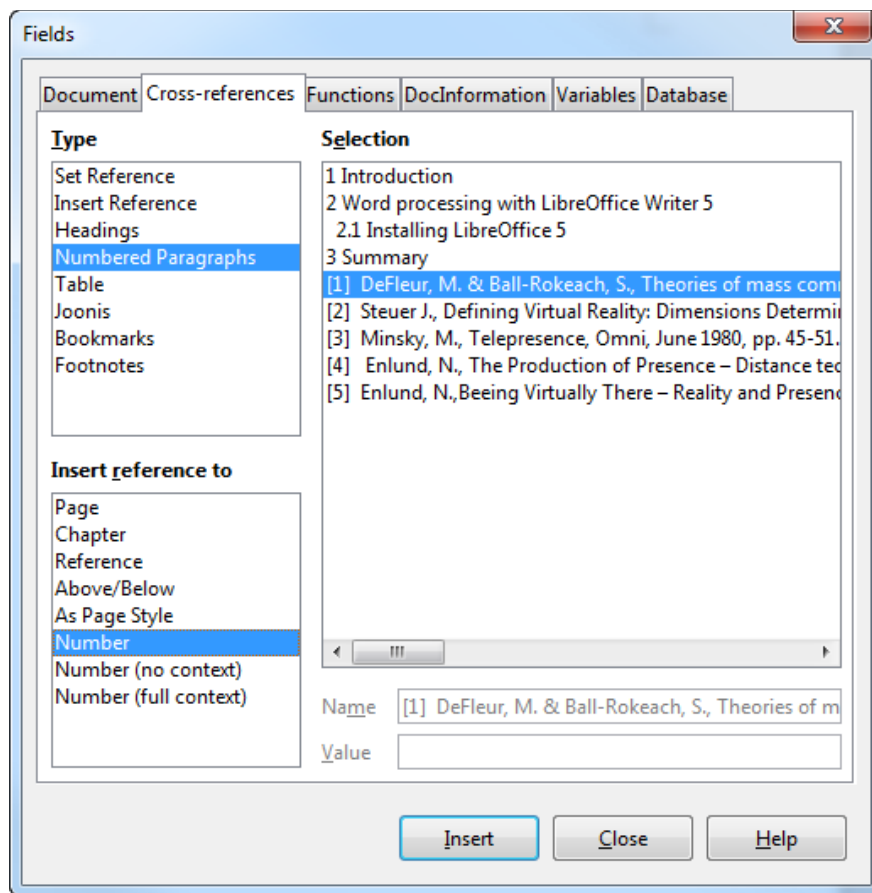 Fields
Document Cross-references Functions DocInformation Variables Database
Type
Set Reference
Insert Reference
Headings
Numbered Paragraphs
Table
Joonis
Bookmarks
Footnotes
Insert reference to
Page
Chapter
Reference
Above/Below
As Page Style
Number
Number (no context)
Number (full context)
Selection
1 Introduction
2 Word processing with LibreOffice Writer 5
2.1 Installing LibreOffice 5
3 Summary
[1] DeFleur, M. & Ball-Rokeach, S., Theories of mass com
[2] Steuer J., Defining Virtual Reality: Dimensions Determi
[3] Minsky, M., Telepresence, Omni, June 1980, pp. 45-51.
[4] Enlund, N., The Production of Presence – Distance tec
[5] Enlund, N.,Beeing Virtually There – Reality and Presen
Name [1] DeFleur, M. & Ball-Rokeach, S., Theories of m
Value
Insert Close Help